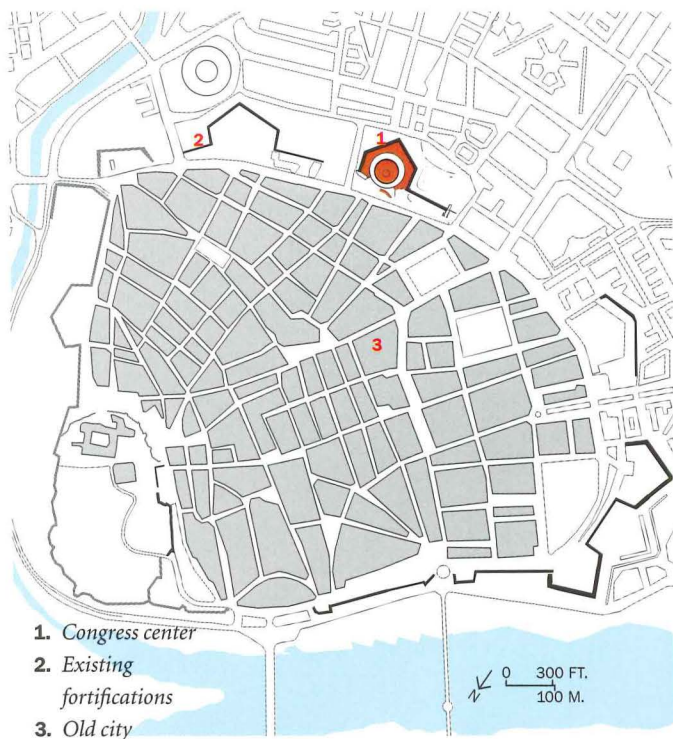 2
1
3
1. Congress center
2. Existing
fortifications
3. Old city
N
0 300 FT.
100 M.